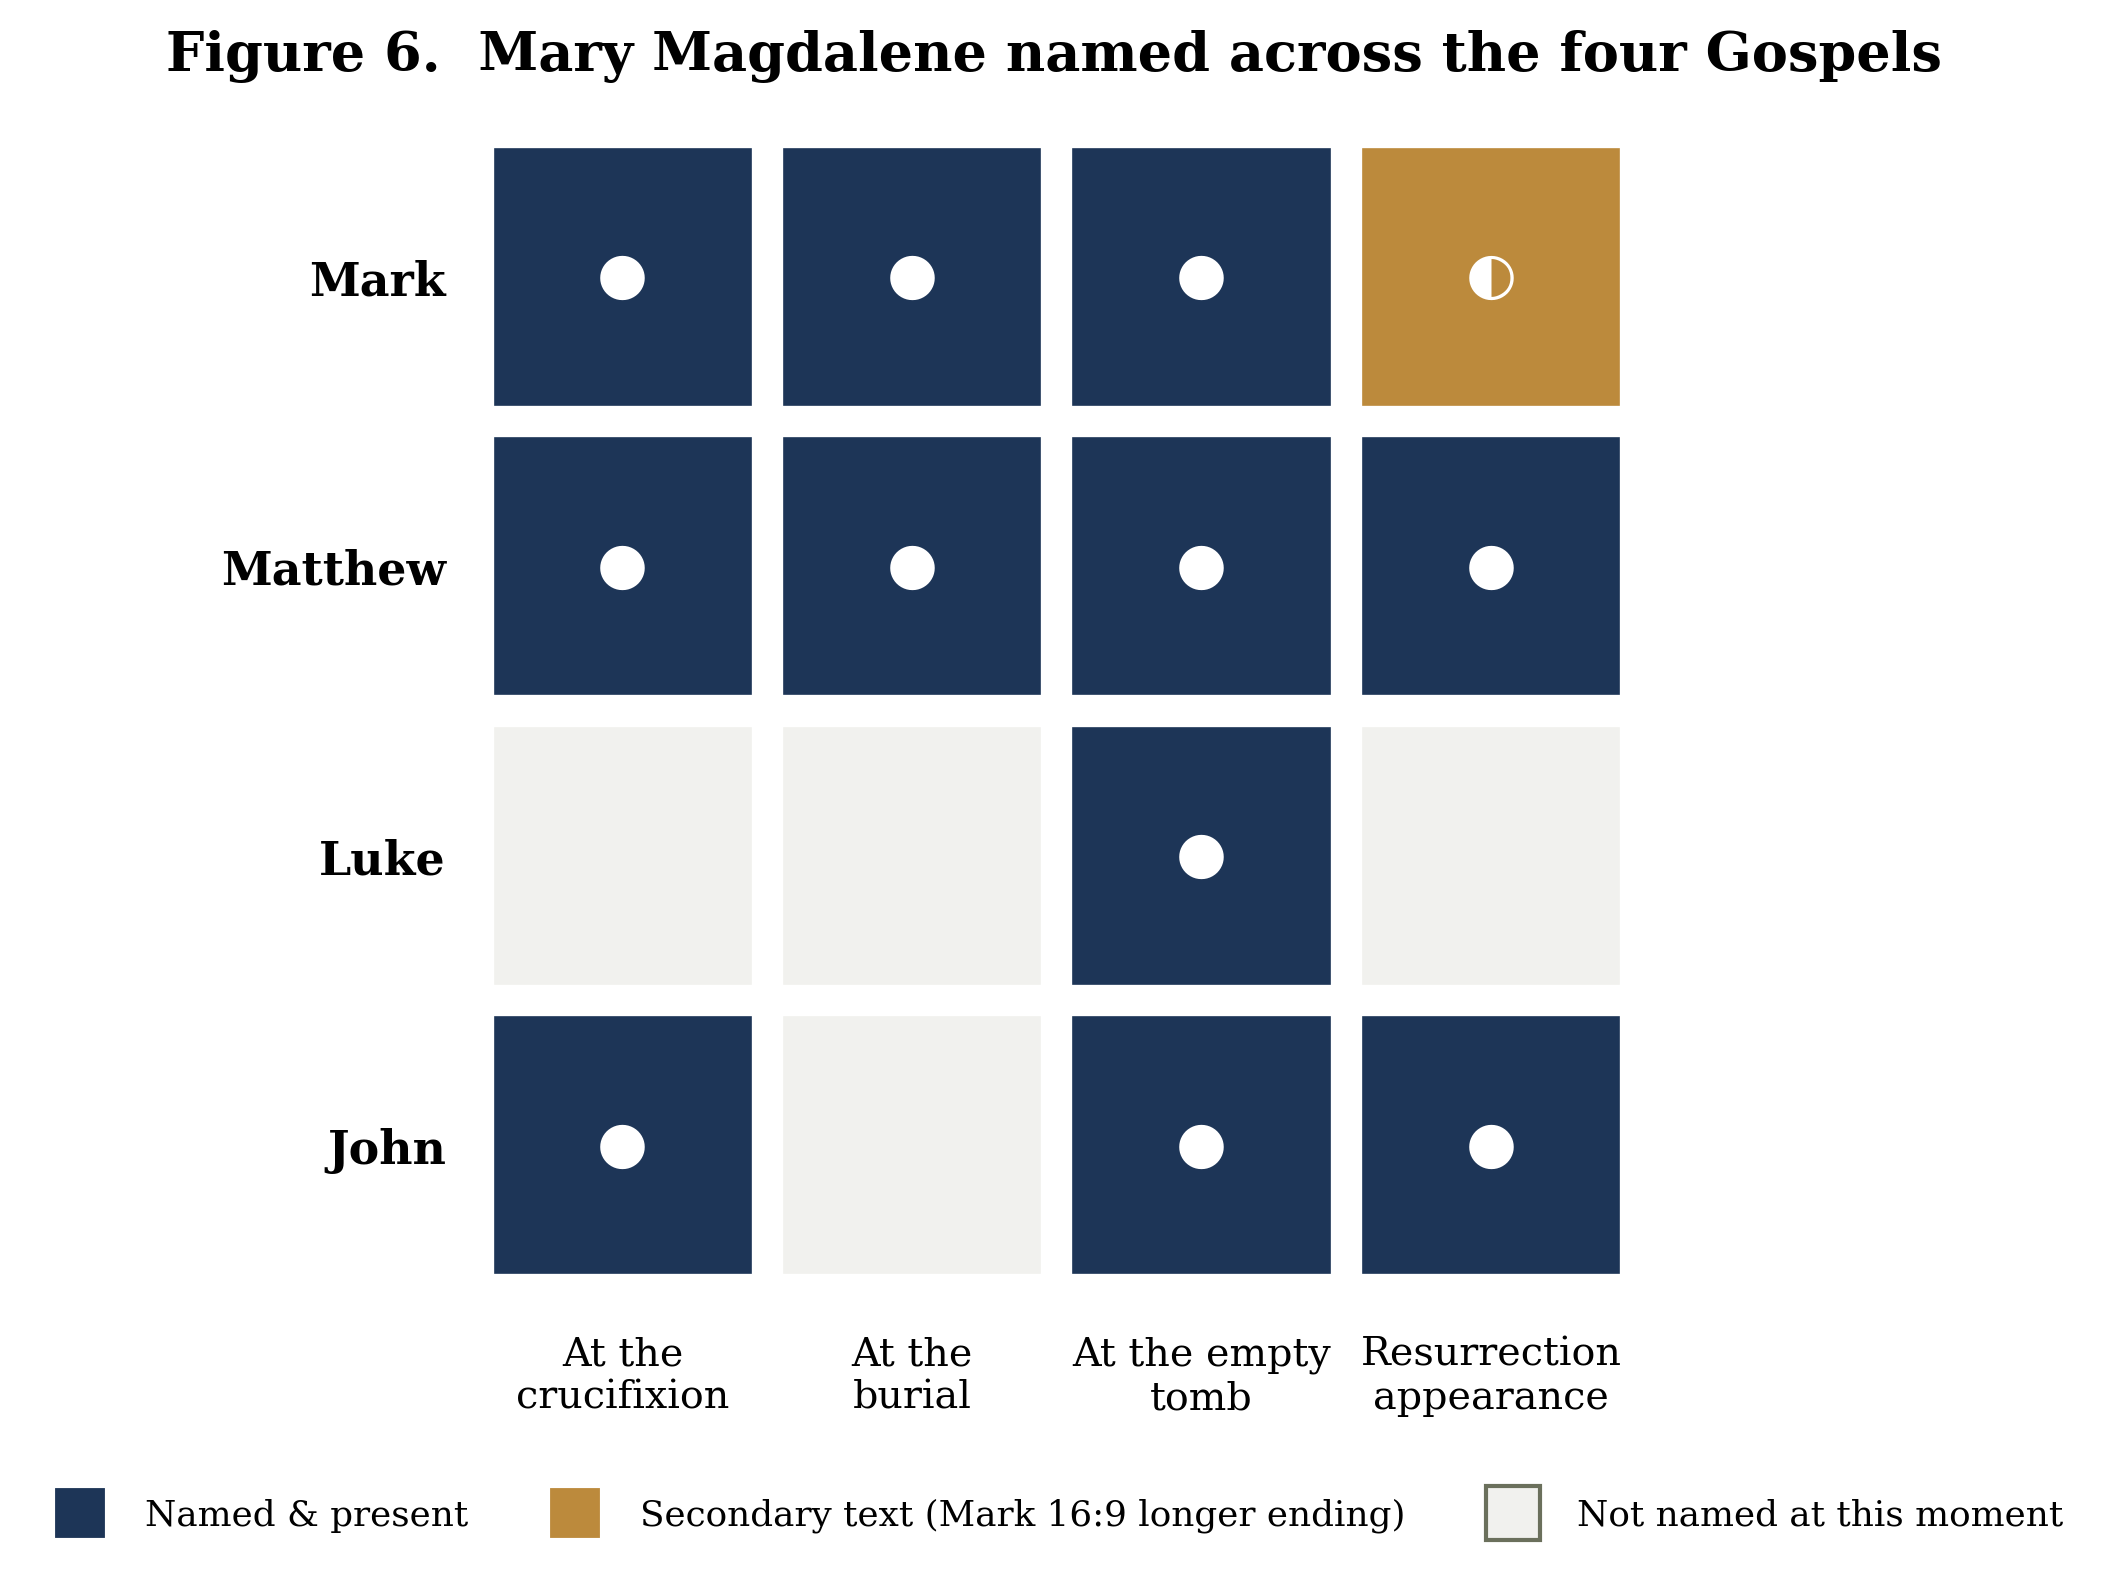 Figure 6.  Mary Magdalene named across the four Gospels
Mark
Matthew
Luke
John
At the
crucifixion
At the
burial
At the empty
tomb
Resurrection
appearance
Named & present
Secondary text (Mark 16:9 longer ending)
Not named at this moment